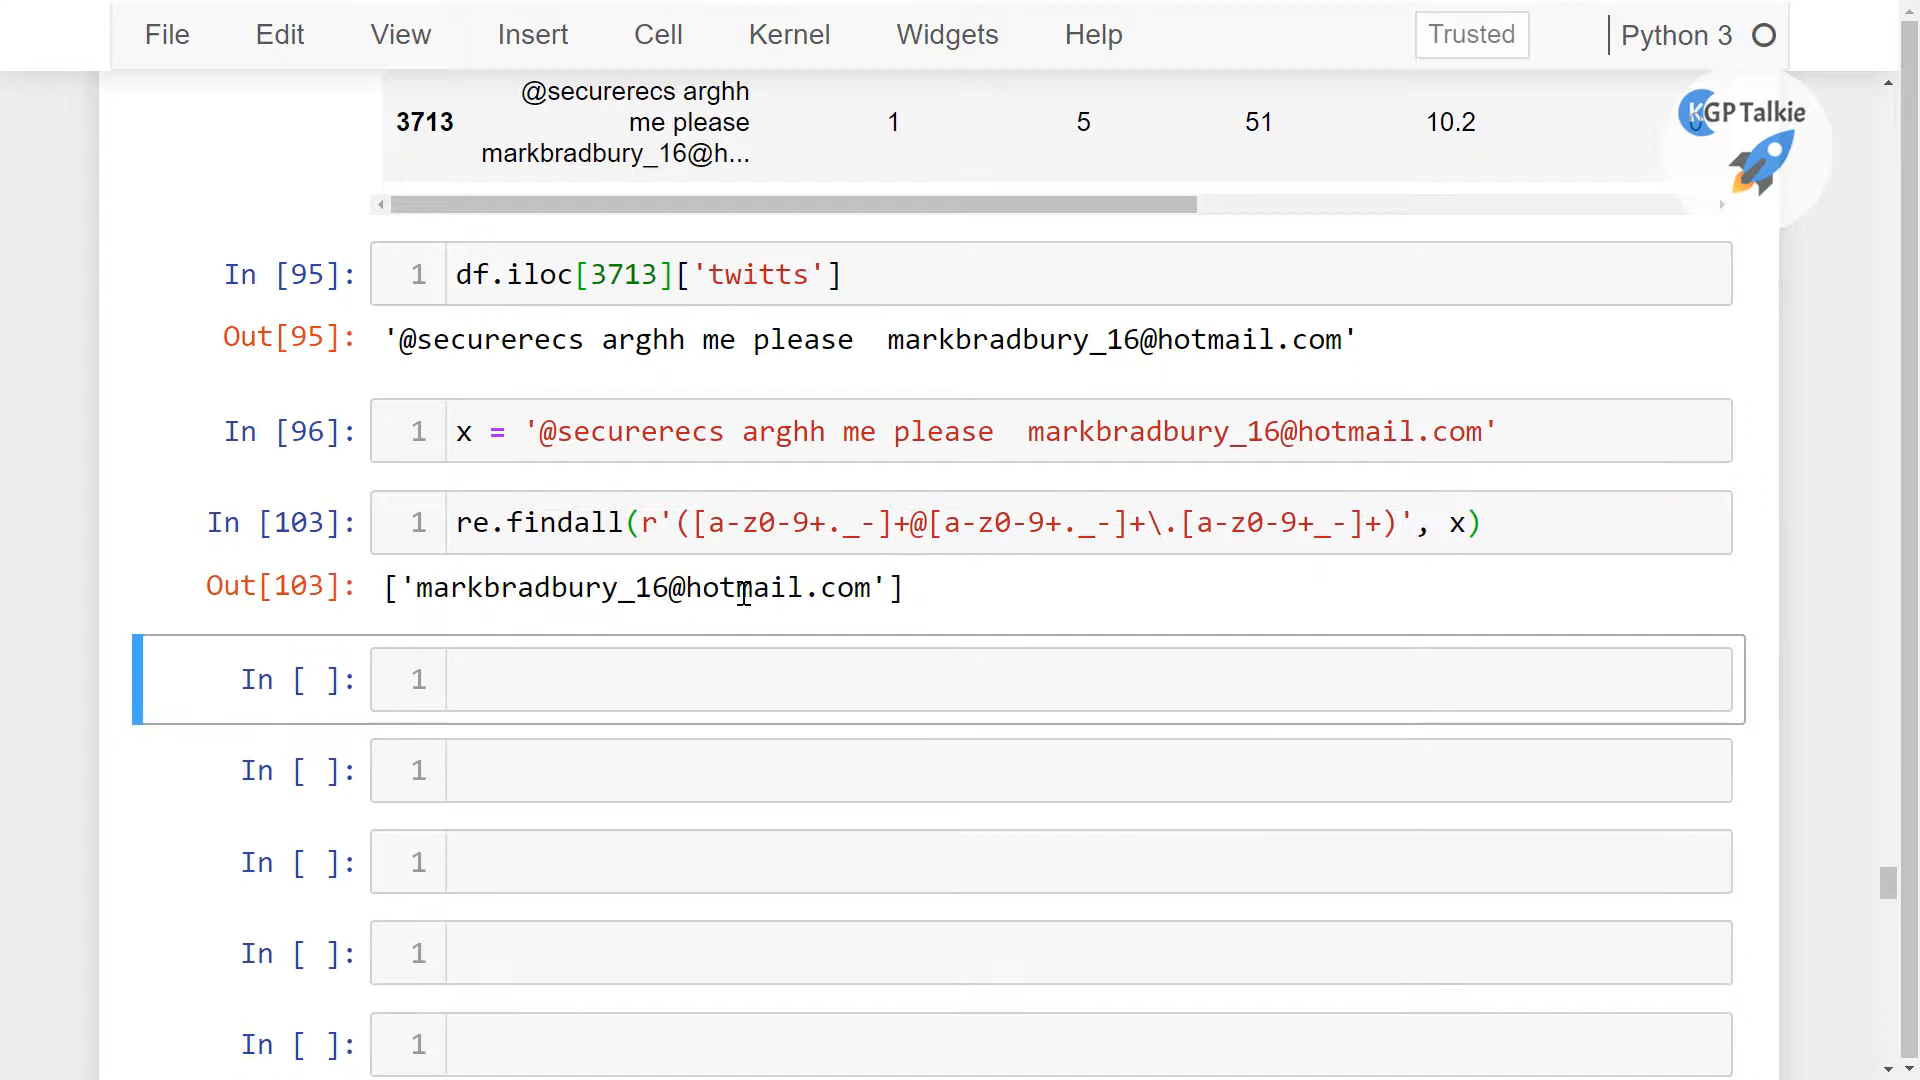 File Edit View Insert Cell Kernel Widgets Help Trusted Python 3
KGP Talkie
@securerecs arghh
3713 me please 1 5 51 10.2
markbradbury_16@h...
In [95]: 1 df.iloc[3713]['twitts']
Out[95]: '@securerecs arghh me please  markbradbury_16@hotmail.com'
In [96]: 1 x = '@securerecs arghh me please  markbradbury_16@hotmail.com'
In [103]: 1 re.findall(r'([a-z0-9+._-]+@[a-z0-9+._-]+\.[a-z0-9+_-]+)', x)
Out[103]: ['markbradbury_16@hotmail.com']
In [ ]: 1
In [ ]: 1
In [ ]: 1
In [ ]: 1
In [ ]: 1